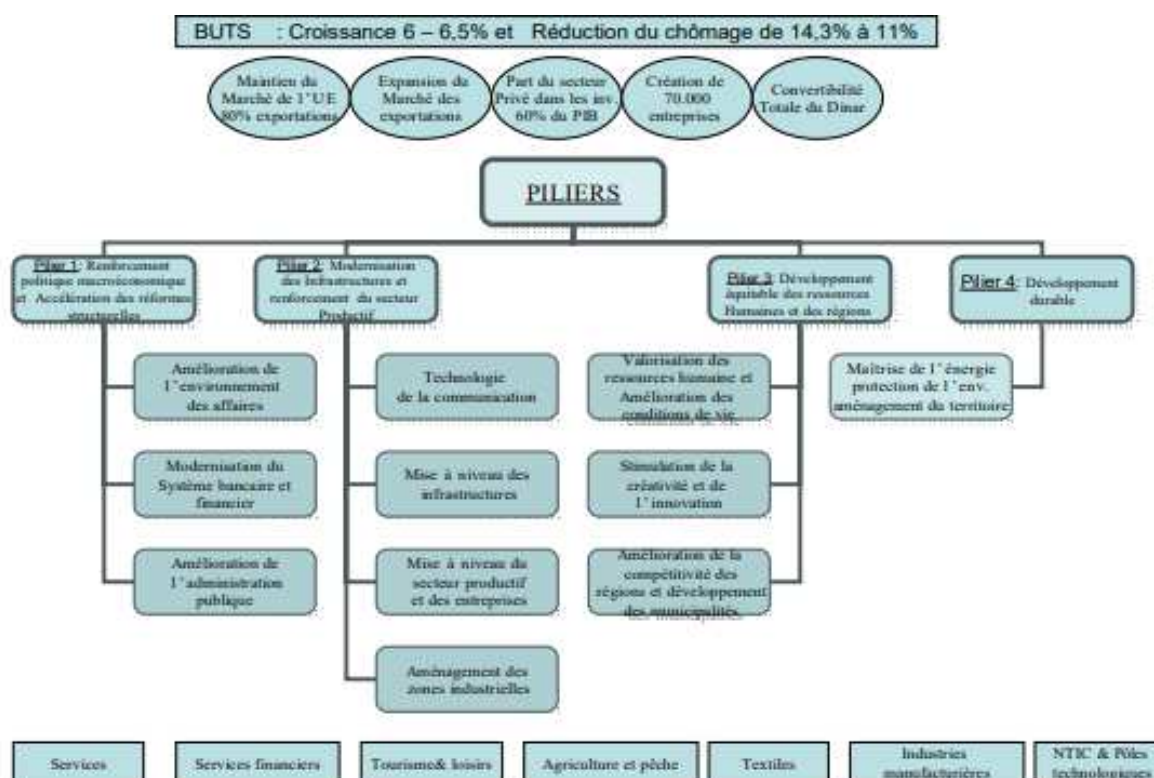 BUTS : Croissance 6 – 6,5% et Réduction du chômage de 14,3% à 11%
Maintien du
Marché de l'UE
80% exportations
Expansion du
Marché des
exportations
Part du secteur
Privé dans les inv.
60% du PIB
Création de
70.000
entreprises
Convertibilité
Totale du Dinar
PILIERS
Pilier 1: Renforcement
politique macroéconomique
et Accélération des réformes
structurelles
Pilier 2: Modernisation
des Infrastructures et
renforcement du secteur
Productif
Pilier 3: Développement
équitable des ressources
Humaines et des régions
Pilier 4: Développement
durable
Amélioration de
l'environnement
des affaires
Modernisation du
Système bancaire et
financier
Amélioration de
l'administration
publique
Technologie
de la communication
Mise à niveau des
infrastructures
Mise à niveau du
secteur productif
et des entreprises
Aménagement des
zones industrielles
Valorisation des
ressources humaine et
Amélioration des
conditions de vie
Stimulation de la
créativité et de
l'innovation
Amélioration de la
compétitivité des
régions et développement
des municipalités
Maîtrise de l'énergie
protection de l'env.
aménagement du territoire
Services
Services financiers
Tourisme& loisirs
Agriculture et pêche
Textiles
Industries
manufacturières
NTIC & Pôles
technologiques